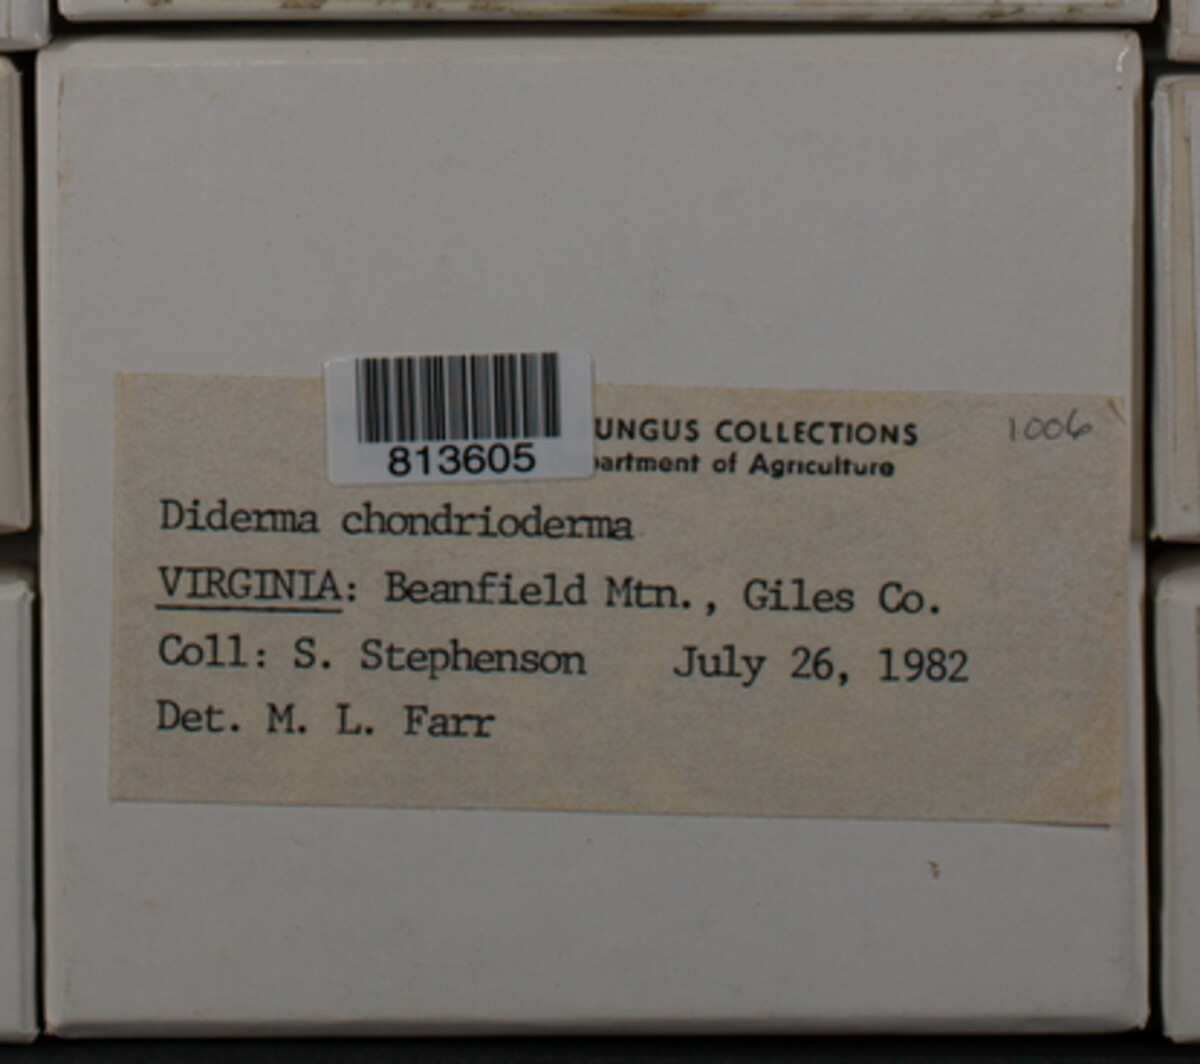 UNGUS COLLECTIONS 1006
artment of Agriculture
813605
Diderma chondrioderma
VIRGINIA: Beanfield Mtn., Giles Co.
Coll: S. Stephenson July 26, 1982
Det. M. L. Farr